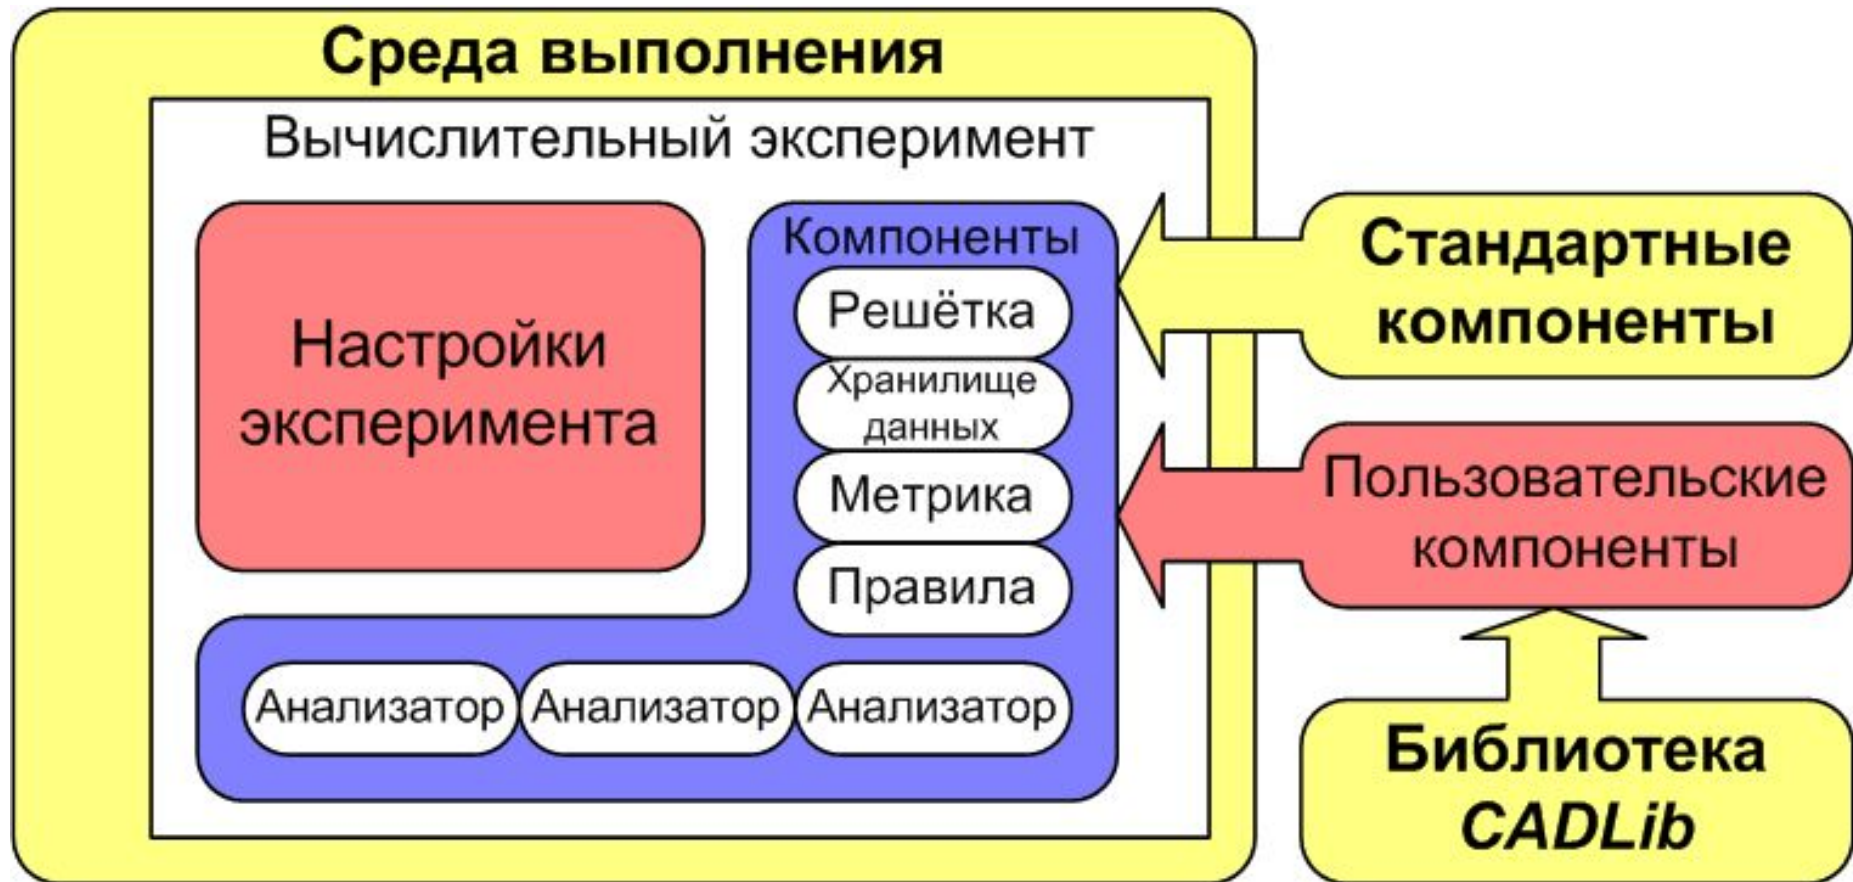 Среда выполнения
Вычислительный эксперимент
Настройки
эксперимента
Компоненты
Решётка
Хранилище
данных
Метрика
Правила
Анализатор
Анализатор
Анализатор
Стандартные
компоненты
Пользовательские
компоненты
Библиотека
CADLib